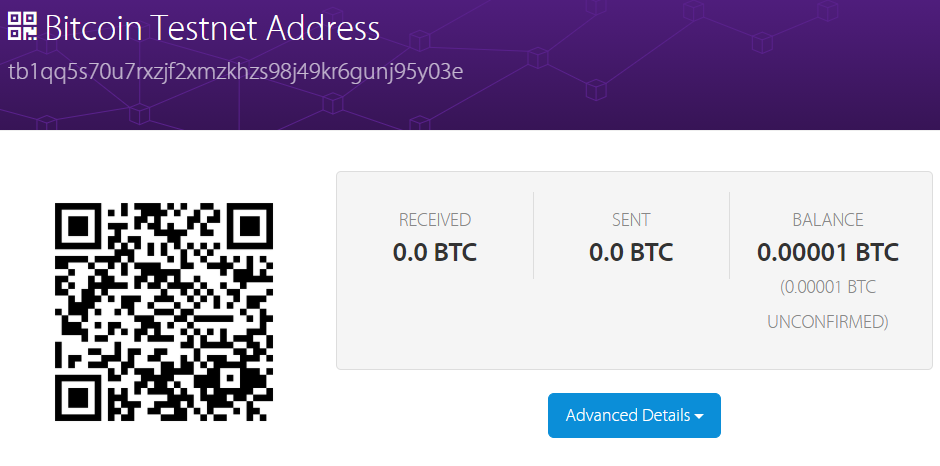 Bitcoin Testnet Address
tb1qq5s70u7rxzjf2xmzkhzs98j49kr6gunj95y03e
RECEIVED
0.0 BTC
SENT
0.0 BTC
BALANCE
0.00001 BTC
(0.00001 BTC
UNCONFIRMED)
Advanced Details